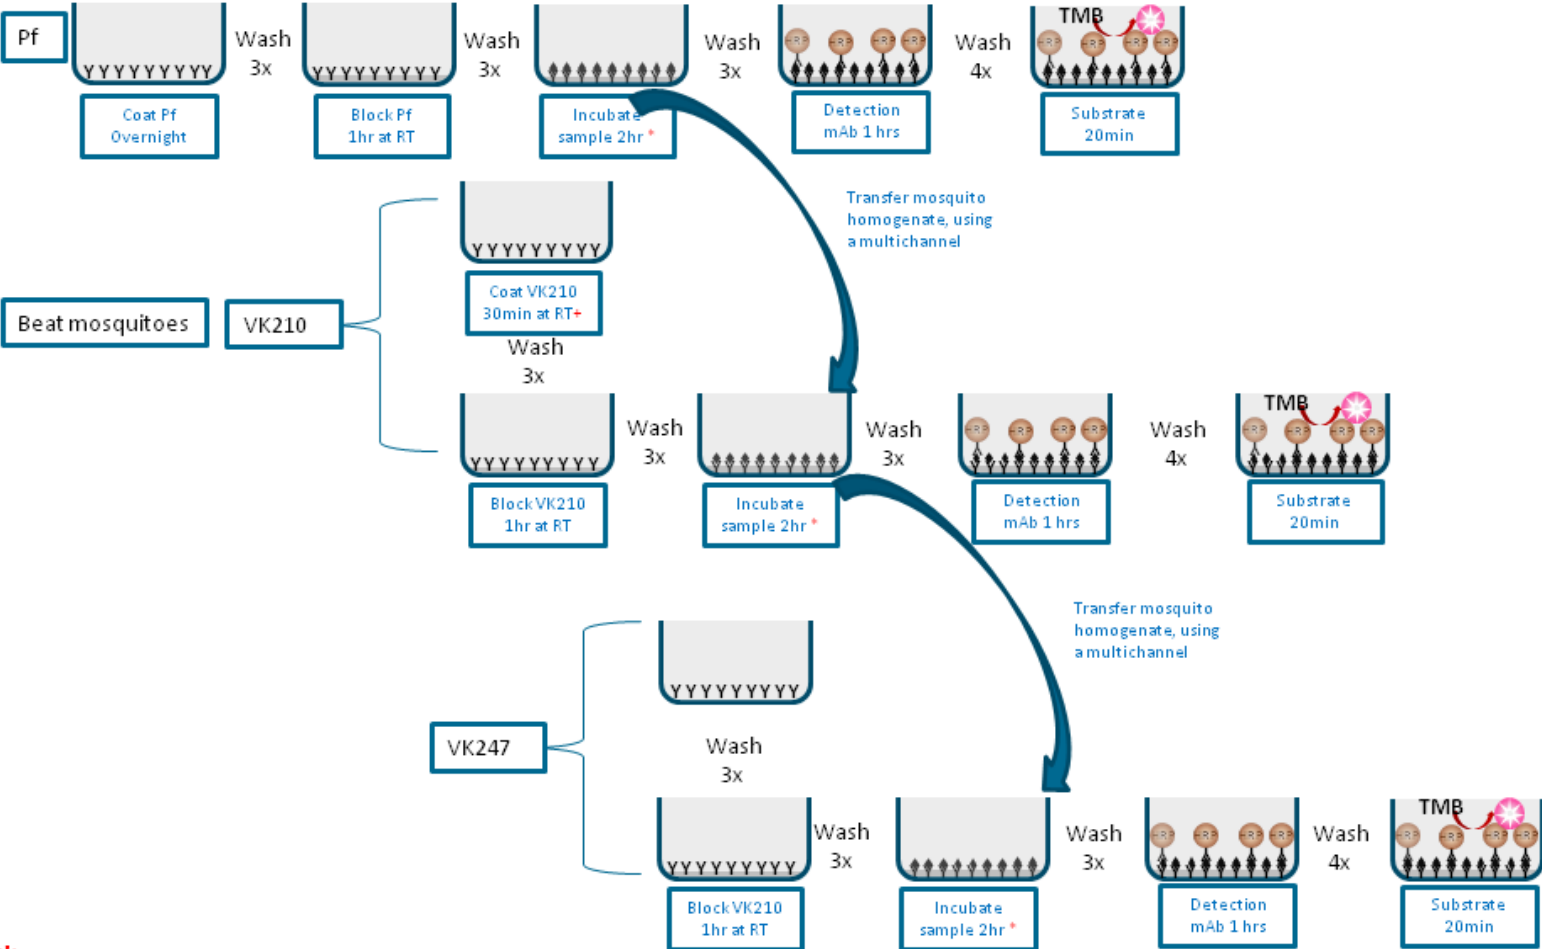 Pf
Wash
3x
Wash
3x
Wash
3x
Wash
4x
TMB
Coat Pf
Overnight
Block Pf
1hr at RT
Incubate
sample 2hr *
Detection
mAb 1 hrs
Substrate
20min
Transfer mosquito
homogenate, using
a multichannel
Beat mosquitoes
VK210
Coat VK210
30min at RT+
Wash
3x
Wash
3x
Wash
3x
Wash
4x
TMB
Block VK210
1hr at RT
Incubate
sample 2hr *
Detection
mAb 1 hrs
Substrate
20min
Transfer mosquito
homogenate, using
a multichannel
VK247
Wash
3x
Wash
3x
Wash
3x
Wash
4x
TMB
Block VK210
1hr at RT
Incubate
sample 2hr *
Detection
mAb 1 hrs
Substrate
20min